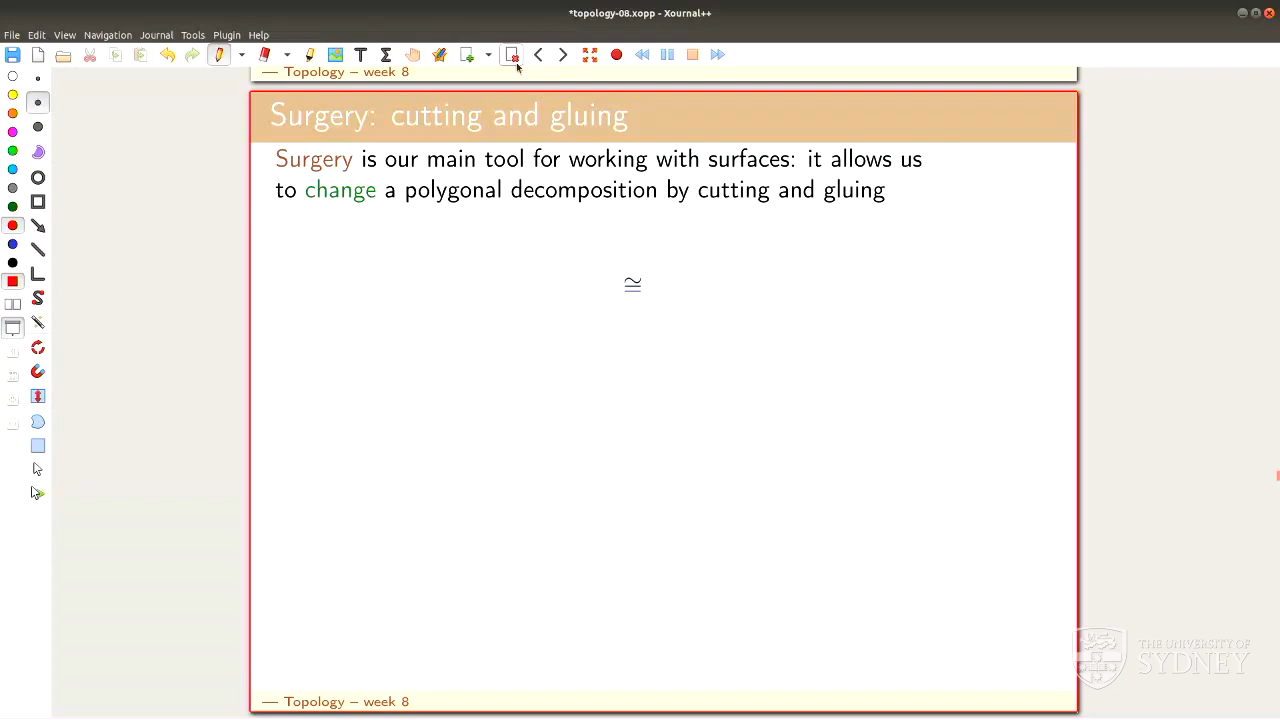 *topology-08.xopp - Xournal++
File Edit View Navigation Journal Tools Plugin Help
— Topology – week 8
Surgery: cutting and gluing
Surgery is our main tool for working with surfaces: it allows us
to change a polygonal decomposition by cutting and gluing
≅
THE UNIVERSITY OF
SYDNEY
— Topology – week 8